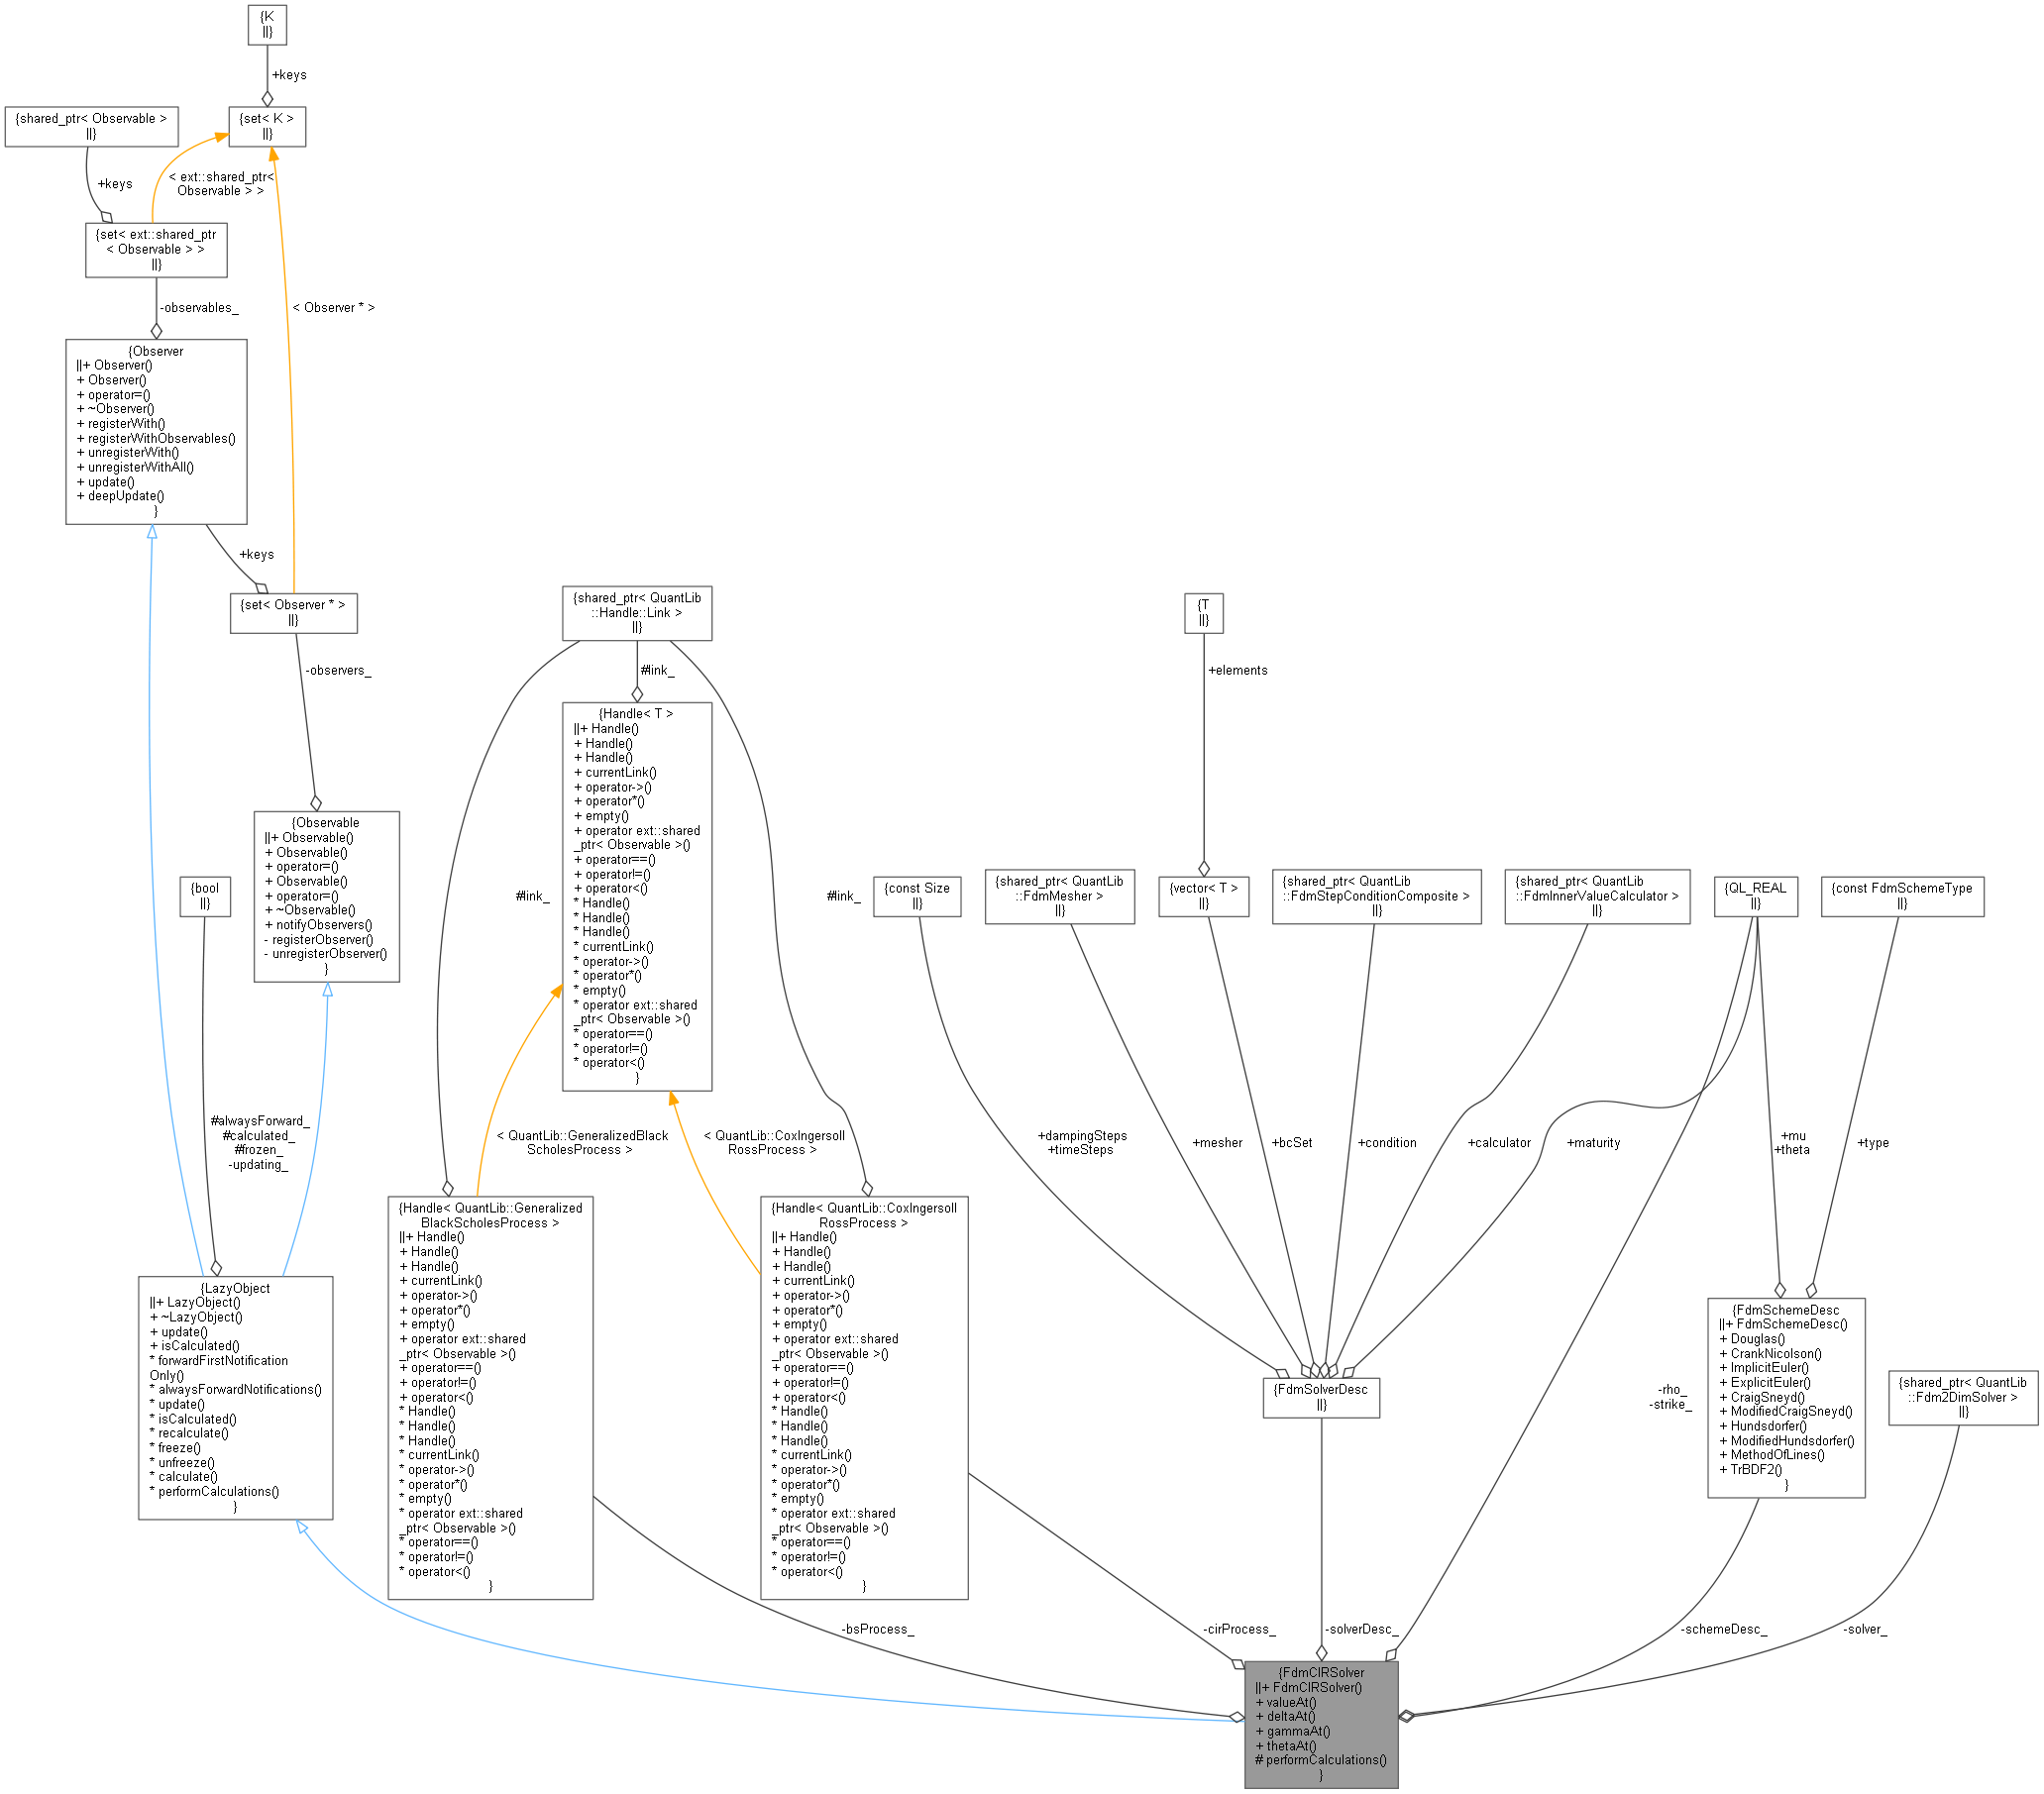 {K
||}
+keys
{shared_ptr< Observable >
||}
{set< K >
||}
+keys
< ext::shared_ptr<
Observable > >
{set< ext::shared_ptr
< Observable > >
||}
-observables_
< Observer * >
{Observer
||+ Observer()
+ Observer()
+ operator=()
+ ~Observer()
+ registerWith()
+ registerWithObservables()
+ unregisterWith()
+ unregisterWithAll()
+ update()
+ deepUpdate()
}
+keys
{set< Observer * >
||}
-observers_
{shared_ptr< QuantLib
::Handle::Link >
||}
#link_
{T
||}
+elements
{Handle< T >
||+ Handle()
+ Handle()
+ Handle()
+ currentLink()
+ operator->()
+ operator*()
+ empty()
+ operator ext::shared
_ptr< Observable >()
+ operator==()
+ operator!=()
+ operator<()
* Handle()
* Handle()
* Handle()
* currentLink()
* operator->()
* operator*()
* empty()
* operator ext::shared
_ptr< Observable >()
* operator==()
* operator!=()
* operator<()
}
{Observable
||+ Observable()
+ Observable()
+ operator=()
+ Observable()
+ operator=()
+ ~Observable()
+ notifyObservers()
- registerObserver()
- unregisterObserver()
}
{bool
||}
#link_
#link_
{const Size
||}
{shared_ptr< QuantLib
::FdmMesher >
||}
{vector< T >
||}
{shared_ptr< QuantLib
::FdmStepConditionComposite >
||}
{shared_ptr< QuantLib
::FdmInnerValueCalculator >
||}
{QL_REAL
||}
{const FdmSchemeType
||}
#alwaysForward_
#calculated_
#frozen_
-updating_
< QuantLib::GeneralizedBlack
ScholesProcess >
< QuantLib::CoxIngersoll
RossProcess >
+dampingSteps
+timeSteps
+mesher
+bcSet
+condition
+calculator
+maturity
+mu
+theta
+type
{LazyObject
||+ LazyObject()
+ ~LazyObject()
+ update()
+ isCalculated()
* forwardFirstNotification
Only()
* alwaysForwardNotifications()
* update()
* isCalculated()
* recalculate()
* freeze()
* unfreeze()
* calculate()
* performCalculations()
}
{Handle< QuantLib::Generalized
BlackScholesProcess >
||+ Handle()
+ Handle()
+ Handle()
+ currentLink()
+ operator->()
+ operator*()
+ empty()
+ operator ext::shared
_ptr< Observable >()
+ operator==()
+ operator!=()
+ operator<()
* Handle()
* Handle()
* Handle()
* currentLink()
* operator->()
* operator*()
* empty()
* operator ext::shared
_ptr< Observable >()
* operator==()
* operator!=()
* operator<()
}
{Handle< QuantLib::CoxIngersoll
RossProcess >
||+ Handle()
+ Handle()
+ Handle()
+ currentLink()
+ operator->()
+ operator*()
+ empty()
+ operator ext::shared
_ptr< Observable >()
+ operator==()
+ operator!=()
+ operator<()
* Handle()
* Handle()
* Handle()
* currentLink()
* operator->()
* operator*()
* empty()
* operator ext::shared
_ptr< Observable >()
* operator==()
* operator!=()
* operator<()
}
{FdmSolverDesc
||}
-rho_
-strike_
{FdmSchemeDesc
||+ FdmSchemeDesc()
+ Douglas()
+ CrankNicolson()
+ ImplicitEuler()
+ ExplicitEuler()
+ CraigSneyd()
+ ModifiedCraigSneyd()
+ Hundsdorfer()
+ ModifiedHundsdorfer()
+ MethodOfLines()
+ TrBDF2()
}
{shared_ptr< QuantLib
::Fdm2DimSolver >
||}
-bsProcess_
-cirProcess_
-solverDesc_
-schemeDesc_
-solver_
{FdmCIRSolver
||+ FdmCIRSolver()
+ valueAt()
+ deltaAt()
+ gammaAt()
+ thetaAt()
# performCalculations()
}